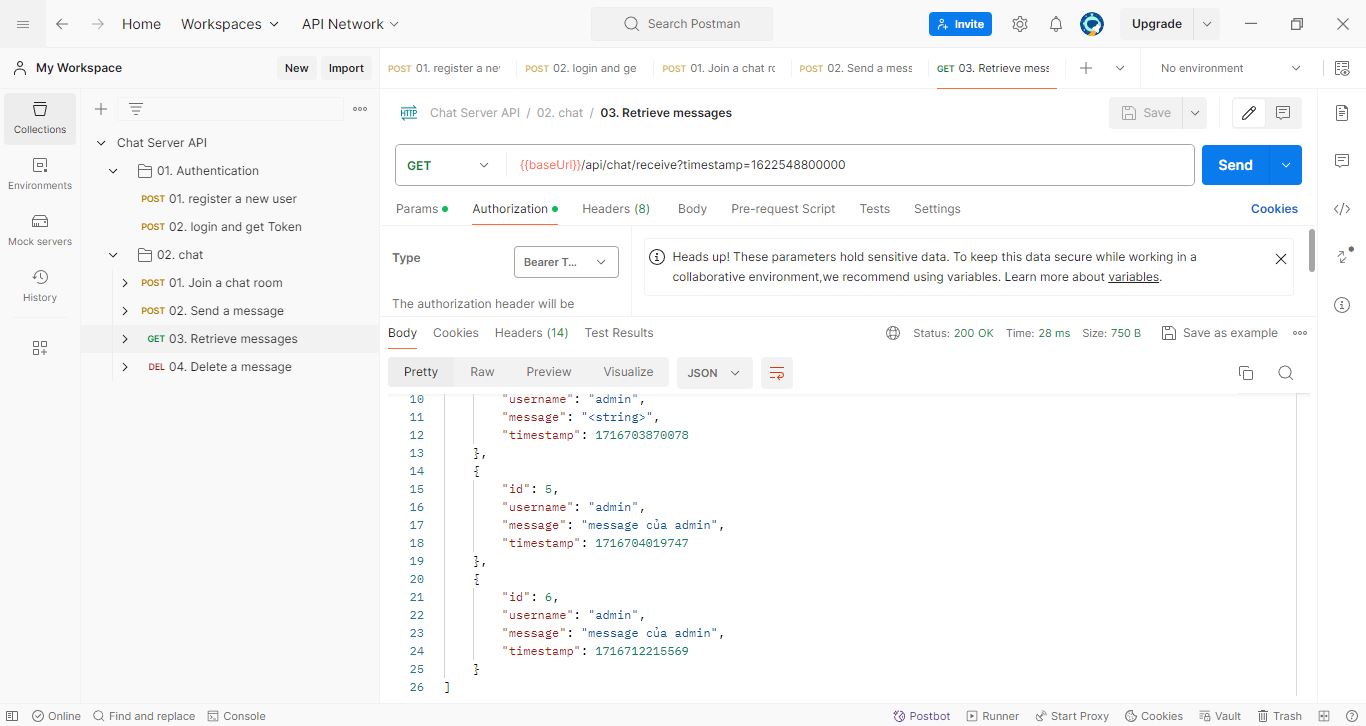 Home Workspaces API Network Search Postman Invite Upgrade
My Workspace New Import POST 01. register a ne POST 02. login and ge POST 01. Join a chat rc POST 02. Send a mess GET 03. Retrieve mess No environment
Collections
Environments
Mock servers
History
Chat Server API
01. Authentication
POST 01. register a new user
POST 02. login and get Token
02. chat
POST 01. Join a chat room
POST 02. Send a message
GET 03. Retrieve messages
DEL 04. Delete a message
HTTP Chat Server API / 02. chat / 03. Retrieve messages Save
GET {{baseUrl}}/api/chat/receive?timestamp=1622548800000 Send
Params Authorization Headers (8) Body Pre-request Script Tests Settings Cookies
Type Bearer T...
The authorization header will be
Heads up! These parameters hold sensitive data. To keep this data secure while working in a
collaborative environment,we recommend using variables. Learn more about variables.
Body Cookies Headers (14) Test Results Status: 200 OK Time: 28 ms Size: 750 B Save as example
Pretty Raw Preview Visualize JSON
10 "username": "admin",
11 "message": "<string>",
12 "timestamp": 1716703870078
13 },
14 {
15 "id": 5,
16 "username": "admin",
17 "message": "message của admin",
18 "timestamp": 1716704019747
19 },
20 {
21 "id": 6,
22 "username": "admin",
23 "message": "message của admin",
24 "timestamp": 1716712215569
25 }
26 ]
Online Find and replace Console Postbot Runner Start Proxy Cookies Vault Trash